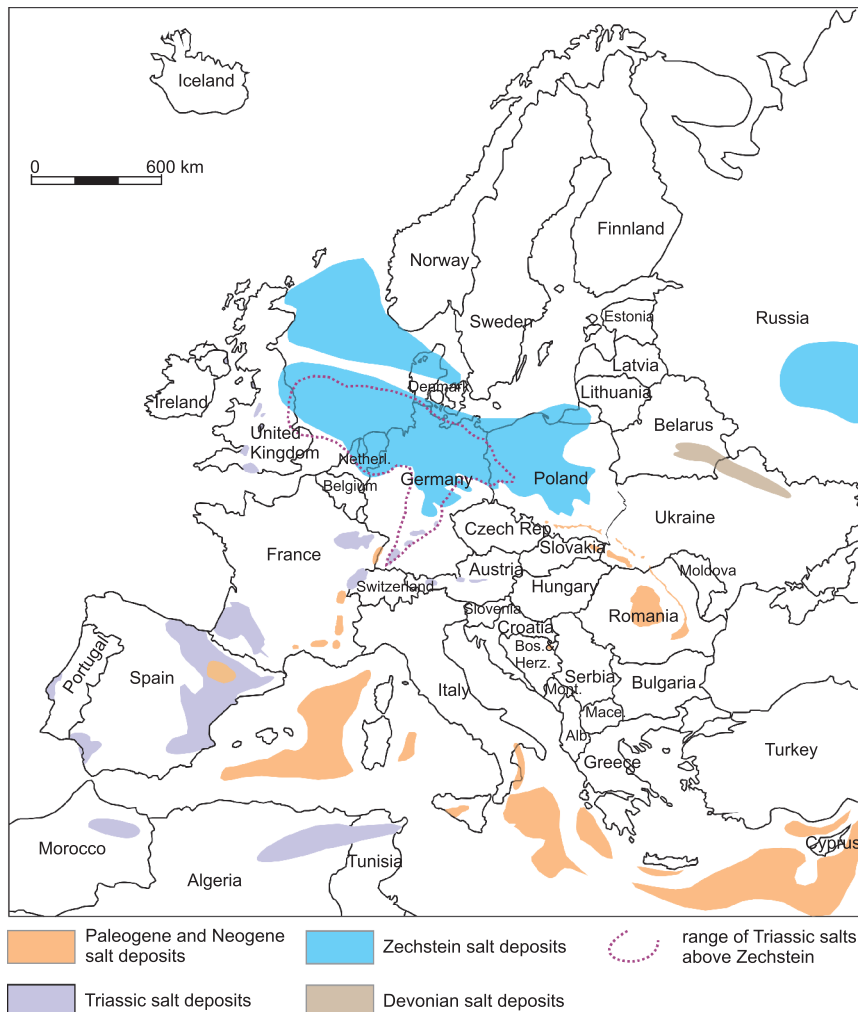 Iceland
0 600 km
Finnland
Norway
Russia
Estonia
Sweden
Latvia
Denmark
Lithuania
Ireland
Belarus
United
Kingdom
Netherl.
Germany
Poland
Belgium
Ukraine
Czech Rep.
France
Slovakia
Austria
Moldova
Switzerland
Hungary
Slovenia
Romania
Croatia
Bos.&
Herz.
Portugal
Spain
Serbia
Italy
Bulgaria
Mont.
Mace.
Alb.
Turkey
Greece
Cyprus
Morocco
Tunisia
Algeria
Paleogene and Neogene
salt deposits
Zechstein salt deposits
range of Triassic salts
above Zechstein
Triassic salt deposits
Devonian salt deposits